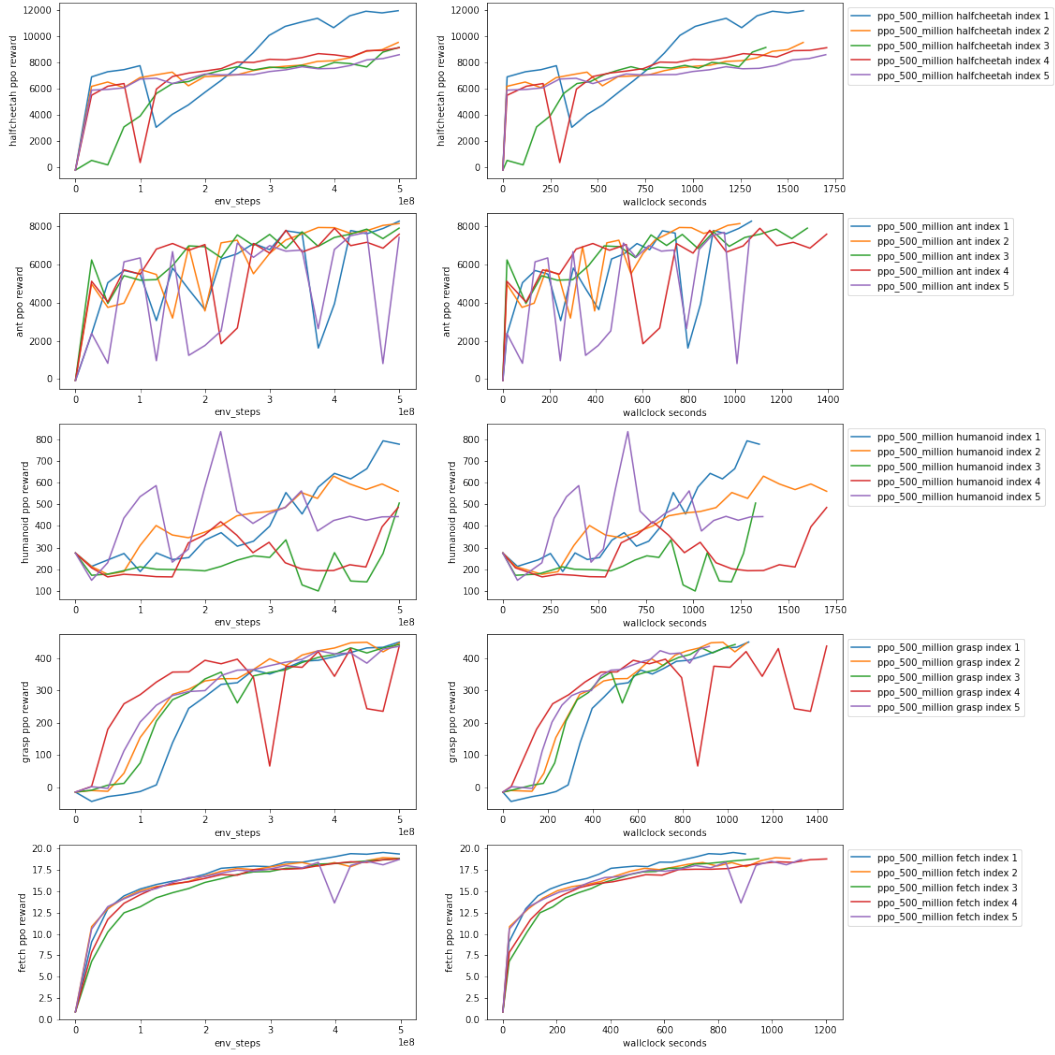 halfcheetah ppo reward
12000
10000
8000
6000
4000
2000
0
0 1 2 3 4 5
env_steps
1e8
halfcheetah ppo reward
12000
10000
8000
6000
4000
2000
0
0 250 500 750 1000 1250 1500 1750
wallclock seconds
ppo_500_million halfcheetah index 1
ppo_500_million halfcheetah index 2
ppo_500_million halfcheetah index 3
ppo_500_million halfcheetah index 4
ppo_500_million halfcheetah index 5
ant ppo reward
8000
6000
4000
2000
0
0 1 2 3 4 5
env_steps
1e8
ant ppo reward
8000
6000
4000
2000
0
0 200 400 600 800 1000 1200 1400
wallclock seconds
ppo_500_million ant index 1
ppo_500_million ant index 2
ppo_500_million ant index 3
ppo_500_million ant index 4
ppo_500_million ant index 5
humanoid ppo reward
800
700
600
500
400
300
200
100
0 1 2 3 4 5
env_steps
1e8
humanoid ppo reward
800
700
600
500
400
300
200
100
0 250 500 750 1000 1250 1500 1750
wallclock seconds
ppo_500_million humanoid index 1
ppo_500_million humanoid index 2
ppo_500_million humanoid index 3
ppo_500_million humanoid index 4
ppo_500_million humanoid index 5
grasp ppo reward
400
300
200
100
0
0 1 2 3 4 5
env_steps
1e8
grasp ppo reward
400
300
200
100
0
0 200 400 600 800 1000 1200 1400
wallclock seconds
ppo_500_million grasp index 1
ppo_500_million grasp index 2
ppo_500_million grasp index 3
ppo_500_million grasp index 4
ppo_500_million grasp index 5
fetch ppo reward
20.0
17.5
15.0
12.5
10.0
7.5
5.0
2.5
0.0
0 1 2 3 4 5
env_steps
1e8
fetch ppo reward
20.0
17.5
15.0
12.5
10.0
7.5
5.0
2.5
0.0
0 200 400 600 800 1000 1200
wallclock seconds
ppo_500_million fetch index 1
ppo_500_million fetch index 2
ppo_500_million fetch index 3
ppo_500_million fetch index 4
ppo_500_million fetch index 5